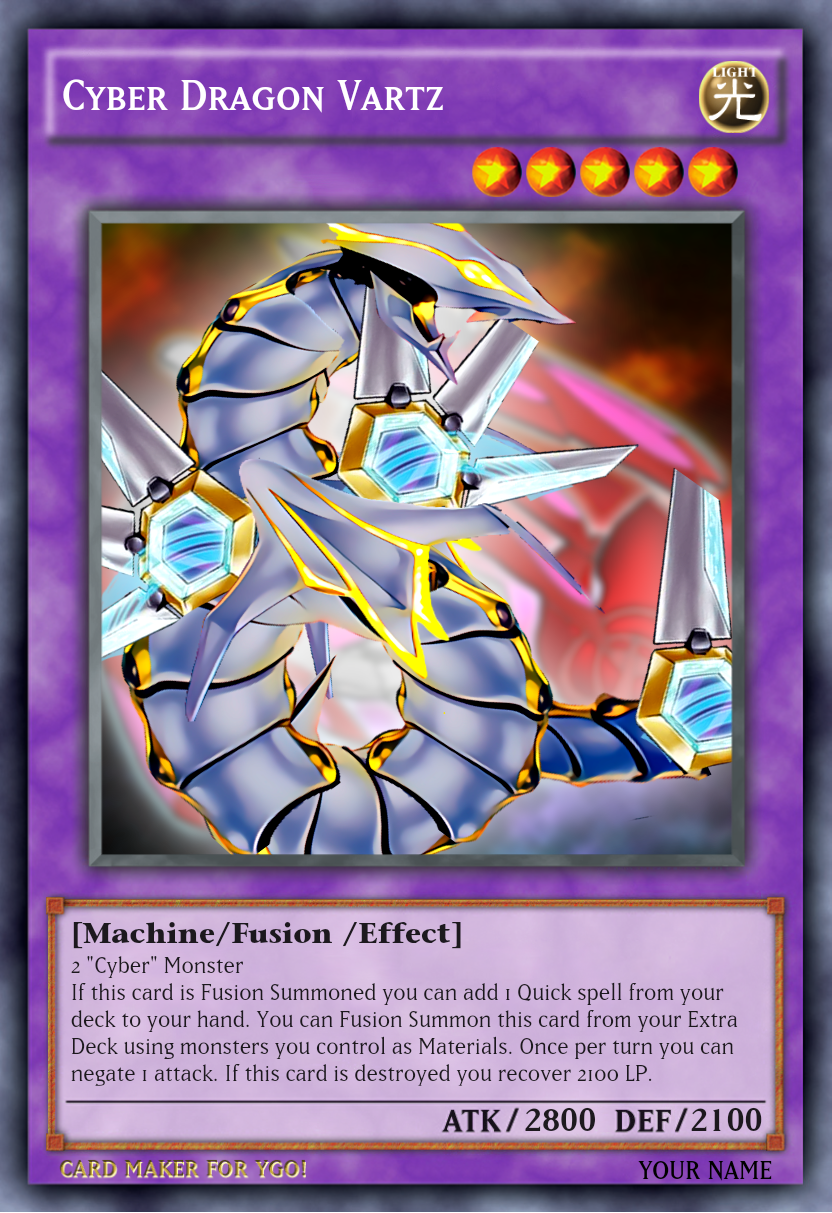 Cyber Dragon Vartz
LIGHT
光
[Machine/Fusion /Effect]
2 "Cyber" Monster
If this card is Fusion Summoned you can add 1 Quick spell from your
deck to your hand. You can Fusion Summon this card from your Extra
Deck using monsters you control as Materials. Once per turn you can
negate 1 attack. If this card is destroyed you recover 2100 LP.
ATK/2800 DEF/2100
CARD MAKER FOR YGO! YOUR NAME